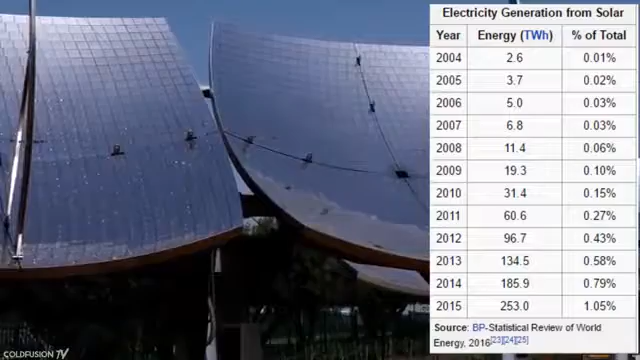 Electricity Generation from Solar
Year Energy (TWh) % of Total
2004 2.6 0.01%
2005 3.7 0.02%
2006 5.0 0.03%
2007 6.8 0.03%
2008 11.4 0.06%
2009 19.3 0.10%
2010 31.4 0.15%
2011 60.6 0.27%
2012 96.7 0.43%
2013 134.5 0.58%
2014 185.9 0.79%
2015 253.0 1.05%
Source: BP-Statistical Review of World
Energy, 2016[23][24][25]
COLDFUSION TV